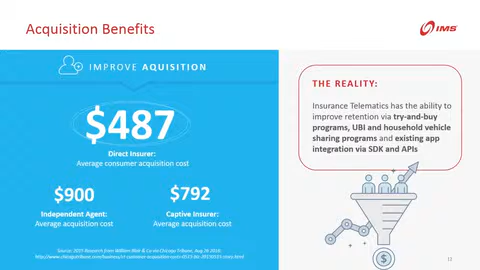 Acquisition Benefits
IMS
IMPROVE AQUISITION
$487
Direct Insurer:
Average consumer acquisition cost
$900
Independent Agent:
Average acquisition cost
$792
Captive Insurer:
Average acquisition cost
THE REALITY:
Insurance Telematics has the ability to
improve retention via try-and-buy
programs, UBI and household vehicle
sharing programs and existing app
integration via SDK and APIs
$